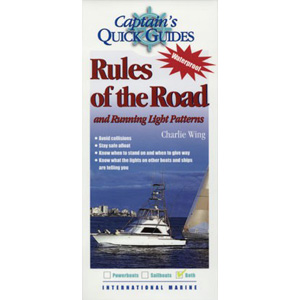 Captain's
QUICK GUIDES
Waterproof
Rules
of the Road
and Running Light Patterns
Charlie Wing
• Avoid collisions
• Stay safe afloat
• Know when to stand on and when to give way
• Know what the lights on other boats and ships
are telling you
Powerboats Sailboats Both
INTERNATIONAL MARINE